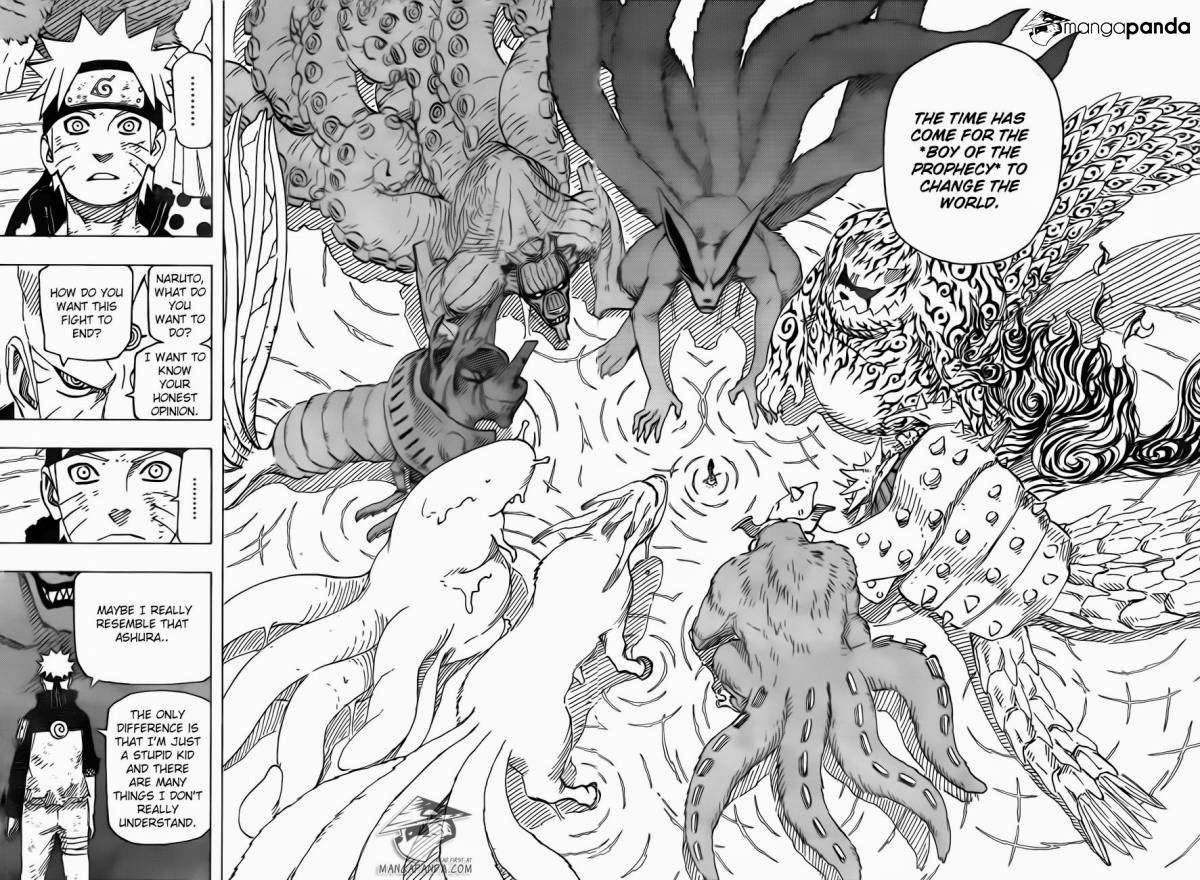 mangapanda
THE TIME HAS
COME FOR THE
*BOY OF THE
PROPHECY* TO
CHANGE THE
WORLD.
.........
NARUTO,
WHAT DO
YOU
WANT TO
DO?
I WANT TO
KNOW
YOUR
HONEST
OPINION.
HOW DO YOU
WANT THIS
FIGHT TO
END?
.........
MAYBE I REALLY
RESEMBLE THAT
ASHURA..
THE ONLY
DIFFERENCE IS
THAT I'M JUST
A STUPID KID
AND THERE
ARE MANY
THINGS I DON'T
REALLY
UNDERSTAND.
READ FIRST AT
MANGAPANDA.COM